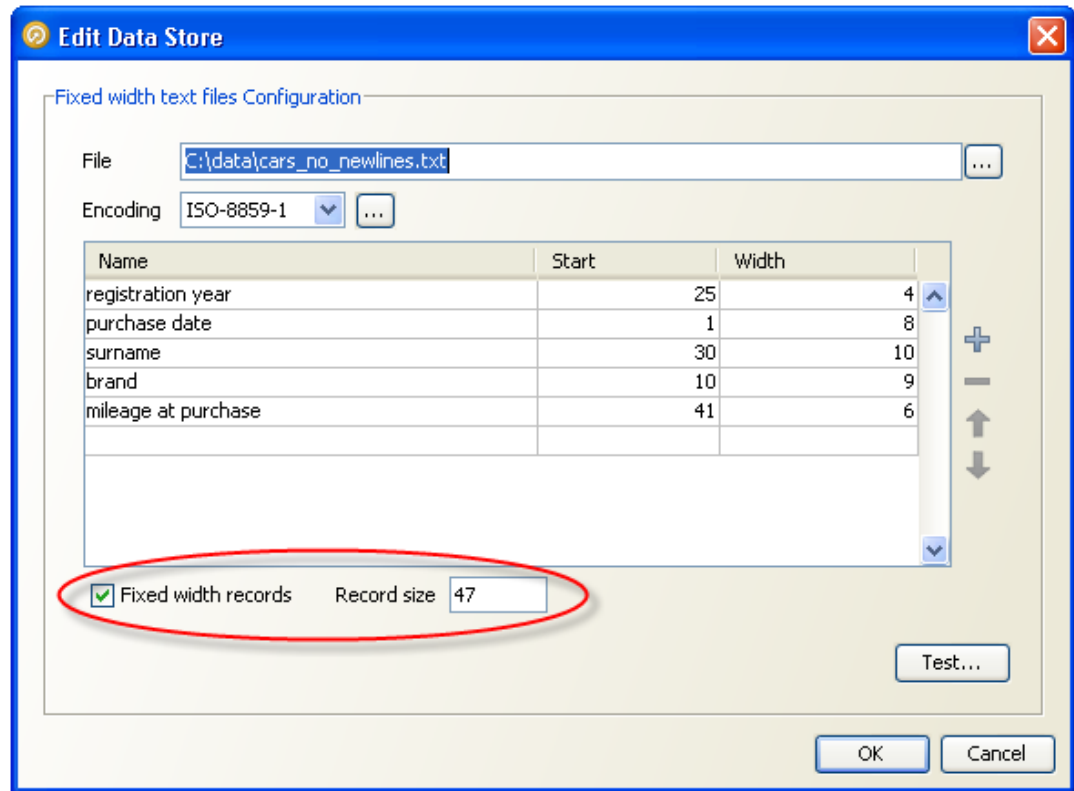 Edit Data Store
Fixed width text files Configuration
File C:\data\cars_no_newlines.txt ...
Encoding ISO-8859-1 ...
Name Start Width
registration year 25 4
purchase date 1 8
surname 30 10
brand 10 9
mileage at purchase 41 6
Fixed width records Record size 47
Test...
OK Cancel